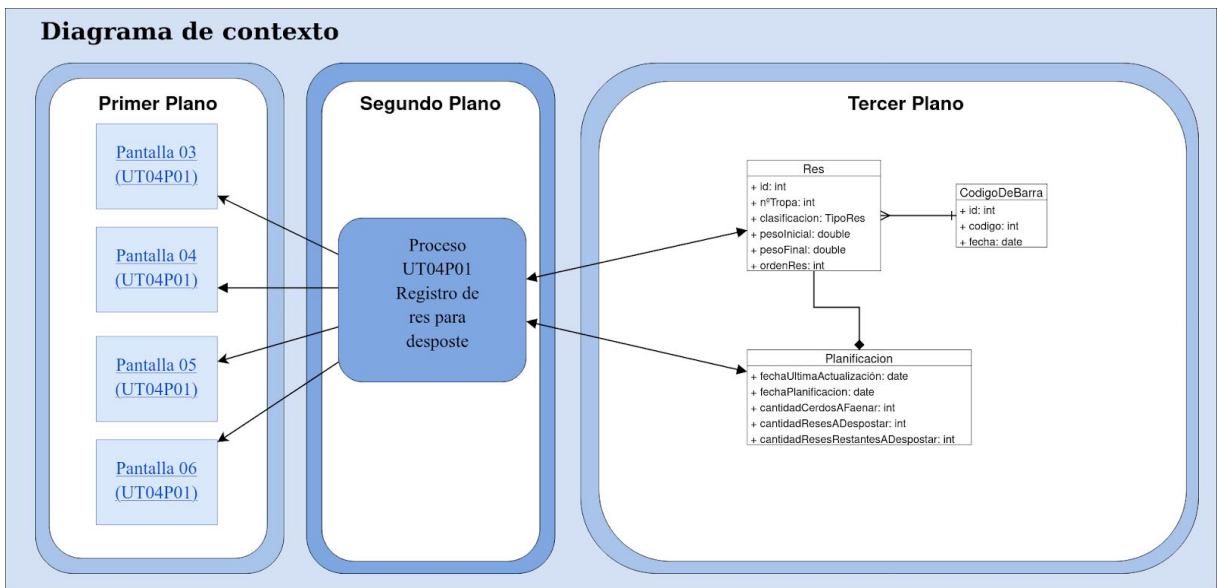 Diagrama de contexto
Primer Plano
Pantalla 03
(UT04P01)
Pantalla 04
(UT04P01)
Pantalla 05
(UT04P01)
Pantalla 06
(UT04P01)
Segundo Plano
Proceso
UT04P01
Registro de
res para
desposte
Tercer Plano
Res
+ id: int
+ nºTropa: int
+ clasificacion: TipoRes
+ pesoInicial: double
+ pesoFinal: double
+ ordenRes: int
CodigoDeBarra
+ id: int
+ codigo: int
+ fecha: date
Planificacion
+ fechaUltimaActualización: date
+ fechaPlanificacion: date
+ cantidadCerdosAFaenar: int
+ cantidadResesADespostar: int
+ cantidadResesRestantesADespostar: int